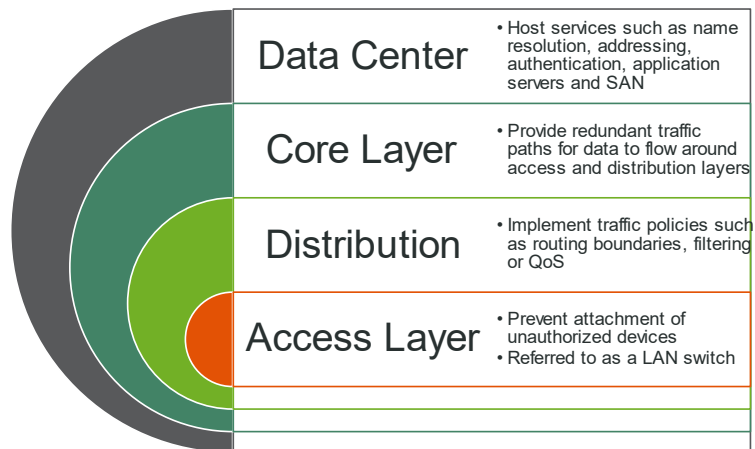 Data Center
• Host services such as name
resolution, addressing,
authentication, application
servers and SAN
Core Layer
• Provide redundant traffic
paths for data to flow around
access and distribution layers
Distribution
• Implement traffic policies such
as routing boundaries, filtering
or QoS
Access Layer
• Prevent attachment of
unauthorized devices
• Referred to as a LAN switch